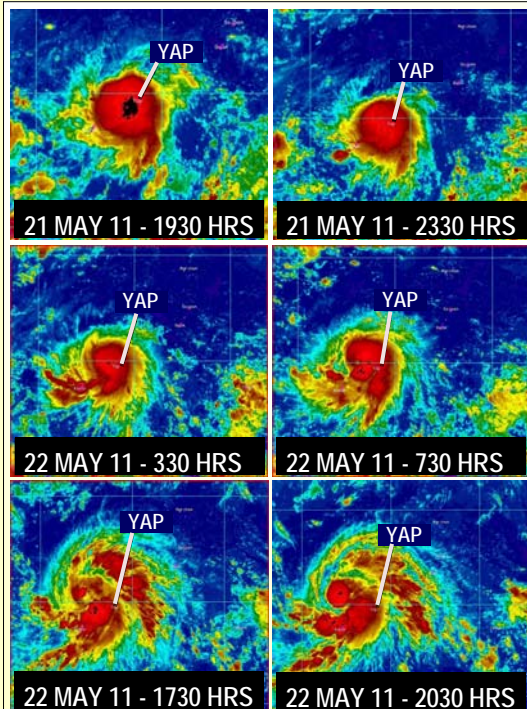 YAP
YAP
21 MAY 11 - 1930 HRS
21 MAY 11 - 2330 HRS
YAP
YAP
22 MAY 11 - 330 HRS
22 MAY 11 - 730 HRS
YAP
YAP
22 MAY 11 - 1730 HRS
22 MAY 11 - 2030 HRS